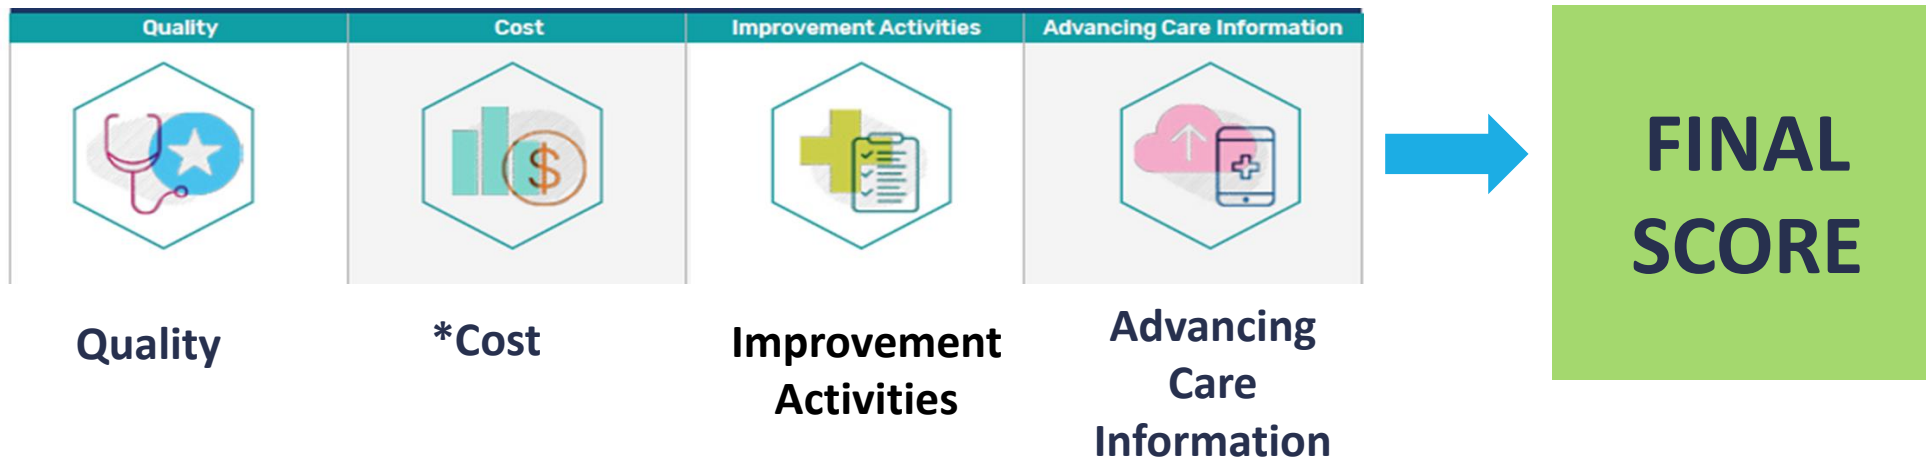 Quality
Cost
Improvement Activities
Advancing Care Information
$
FINAL
SCORE
Quality
*Cost
Improvement
Activities
Advancing
Care
Information